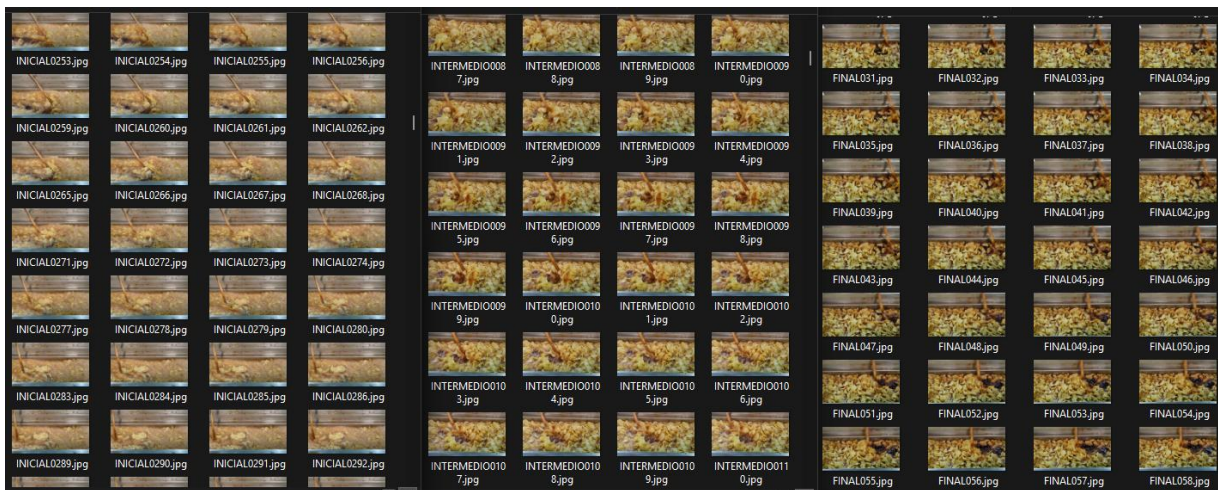 INICIAL0253.jpg INICIAL0254.jpg INICIAL0255.jpg INICIAL0256.jpg
INICIAL0259.jpg INICIAL0260.jpg INICIAL0261.jpg INICIAL0262.jpg
INICIAL0265.jpg INICIAL0266.jpg INICIAL0267.jpg INICIAL0268.jpg
INICIAL0271.jpg INICIAL0272.jpg INICIAL0273.jpg INICIAL0274.jpg
INICIAL0277.jpg INICIAL0278.jpg INICIAL0279.jpg INICIAL0280.jpg
INICIAL0283.jpg INICIAL0284.jpg INICIAL0285.jpg INICIAL0286.jpg
INICIAL0289.jpg INICIAL0290.jpg INICIAL0291.jpg INICIAL0292.jpg
INTERMEDIO008 INTERMEDIO008 INTERMEDIO008 INTERMEDIO009
7.jpg 8.jpg 9.jpg 0.jpg
INTERMEDIO009 INTERMEDIO009 INTERMEDIO009 INTERMEDIO009
1.jpg 2.jpg 3.jpg 4.jpg
INTERMEDIO009 INTERMEDIO009 INTERMEDIO009 INTERMEDIO009
5.jpg 6.jpg 7.jpg 8.jpg
INTERMEDIO009 INTERMEDIO010 INTERMEDIO010 INTERMEDIO010
9.jpg 0.jpg 1.jpg 2.jpg
INTERMEDIO010 INTERMEDIO010 INTERMEDIO010 INTERMEDIO010
3.jpg 4.jpg 5.jpg 6.jpg
INTERMEDIO010 INTERMEDIO010 INTERMEDIO010 INTERMEDIO011
7.jpg 8.jpg 9.jpg 0.jpg
FINAL031.jpg FINAL032.jpg FINAL033.jpg FINAL034.jpg
FINAL035.jpg FINAL036.jpg FINAL037.jpg FINAL038.jpg
FINAL039.jpg FINAL040.jpg FINAL041.jpg FINAL042.jpg
FINAL043.jpg FINAL044.jpg FINAL045.jpg FINAL046.jpg
FINAL047.jpg FINAL048.jpg FINAL049.jpg FINAL050.jpg
FINAL051.jpg FINAL052.jpg FINAL053.jpg FINAL054.jpg
FINAL055.jpg FINAL056.jpg FINAL057.jpg FINAL058.jpg